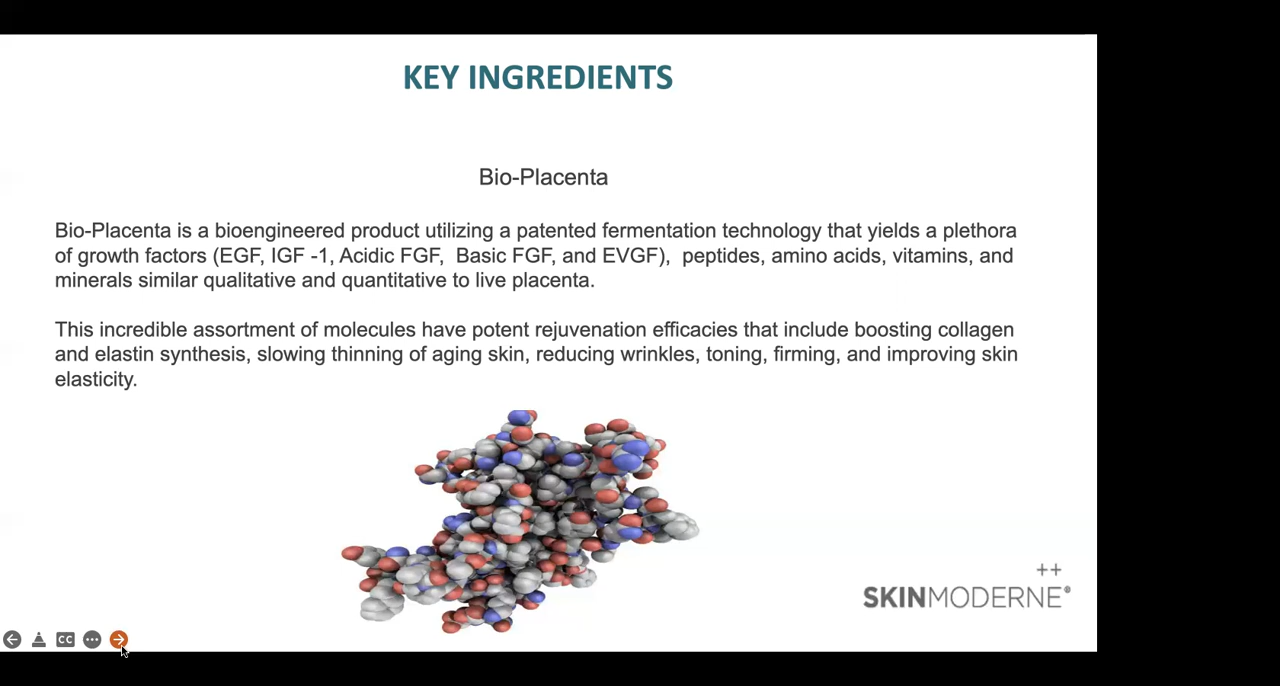 KEY INGREDIENTS
Bio-Placenta
Bio-Placenta is a bioengineered product utilizing a patented fermentation technology that yields a plethora
of growth factors (EGF, IGF -1, Acidic FGF,  Basic FGF, and EVGF),  peptides, amino acids, vitamins, and
minerals similar qualitative and quantitative to live placenta.
This incredible assortment of molecules have potent rejuvenation efficacies that include boosting collagen
and elastin synthesis, slowing thinning of aging skin, reducing wrinkles, toning, firming, and improving skin
elasticity.
++
SKINMODERNE®
CC